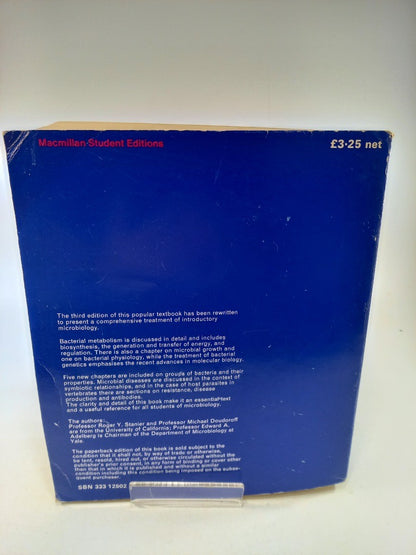 Macmillan Student Editions
£3·25 net
The third edition of this popular textbook has been rewritten
to present a comprehensive treatment of introductory
microbiology.
Bacterial metabolism is discussed in detail and includes
biosynthesis, the generation and transfer of energy, and
regulation. There is also a chapter on microbial growth and
one on bacterial physiology, while the treatment of bacterial
genetics emphasises the recent advances in molecular biology.
Five new chapters are included on groups of bacteria and their
properties. Microbial diseases are discussed in the context of
symbiotic relationships, and in the case of host parasites in
vertebrates there are sections on resistance, disease
production and antibodies.
The clarity and detail of this book make it an essential text
and a useful reference for all students of microbiology.
The authors:
Professor Roger Y. Stanier and Professor Michael Doudoroff
are from the University of California; Professor Edward A.
Adelberg is Chairman of the Department of Microbiology at
Yale.
The paperback edition of this book is sold subject to the
condition that it shall not, by way of trade or otherwise,
be lent, resold, hired out, or otherwise circulated without the
publisher's prior consent, in any form of binding or cover other
than that in which it is published and without a similar
condition including this condition being imposed on the subse-
quent purchaser.
SBN 333 12502